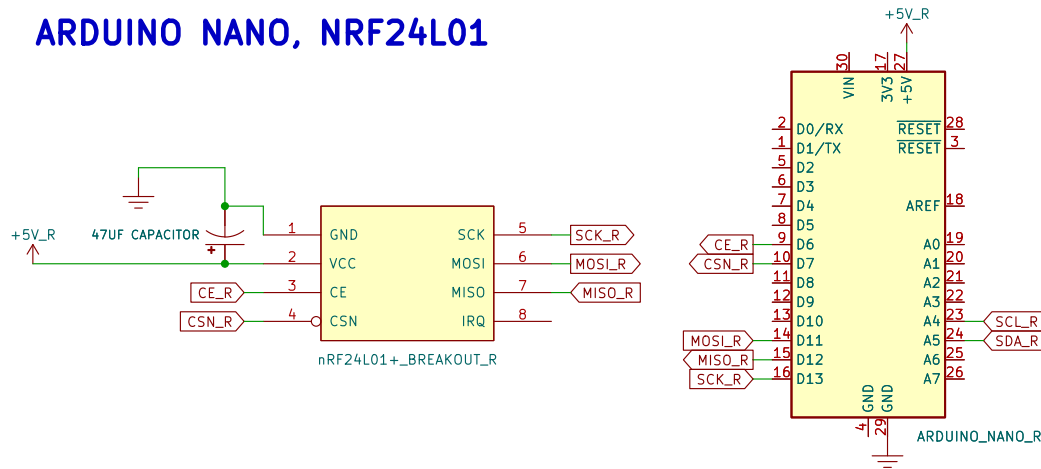 ARDUINO NANO, NRF24L01
+5V_R
47UF CAPACITOR
+
1 GND
2 VCC
3 CE
4 CSN
CE_R
CSN_R
SCK 5 SCK_R
MOSI 6 MOSI_R
MISO 7 MISO_R
IRQ 8
nRF24L01+_BREAKOUT_R
+5V_R
30 VIN
17 3V3
27 +5V
2 D0/RX
1 D1/TX
5 D2
6 D3
7 D4
8 D5
CE_R 9 D6
CSN_R 10 D7
11 D8
12 D9
13 D10
MOSI_R 14 D11
MISO_R 15 D12
SCK_R 16 D13
RESET 28
RESET 3
AREF 18
A0 19
A1 20
A2 21
A3 22
A4 23 SCL_R
A5 24 SDA_R
A6 25
A7 26
GND 4
GND 29
ARDUINO_NANO_R